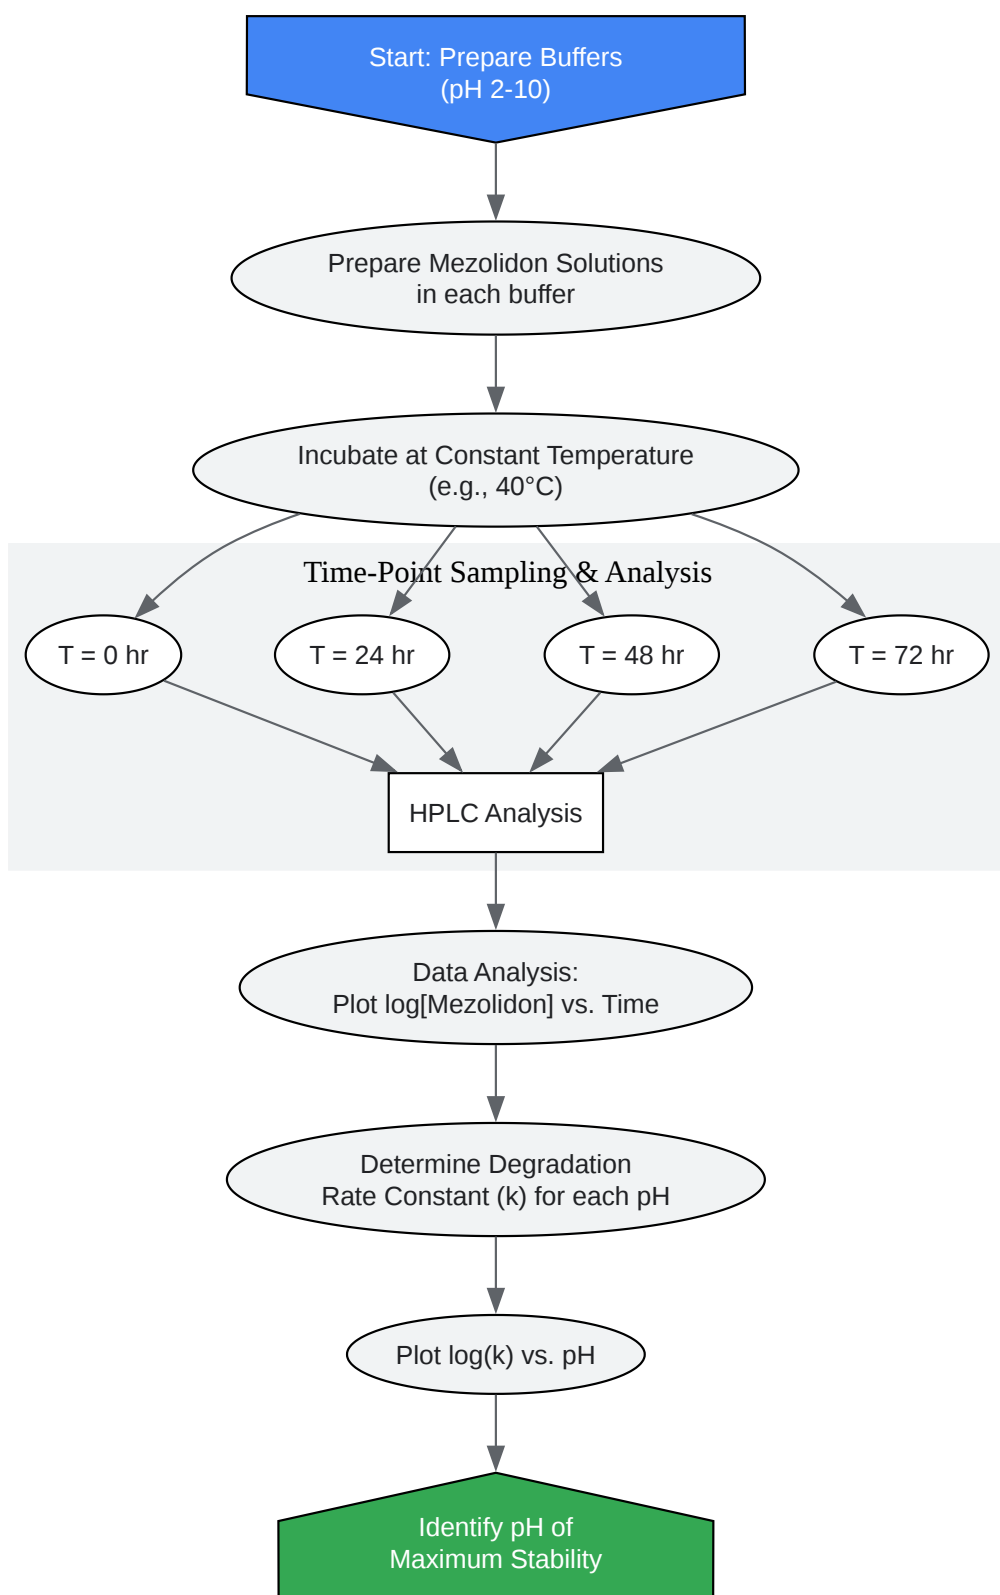 Start: Prepare Buffers
(pH 2-10)
Prepare Mezolidon Solutions
in each buffer
Incubate at Constant Temperature
(e.g., 40°C)
Time-Point Sampling & Analysis
T = 0 hr
T = 24 hr
T = 48 hr
T = 72 hr
HPLC Analysis
Data Analysis:
Plot log[Mezolidon] vs. Time
Determine Degradation
Rate Constant (k) for each pH
Plot log(k) vs. pH
Identify pH of
Maximum Stability